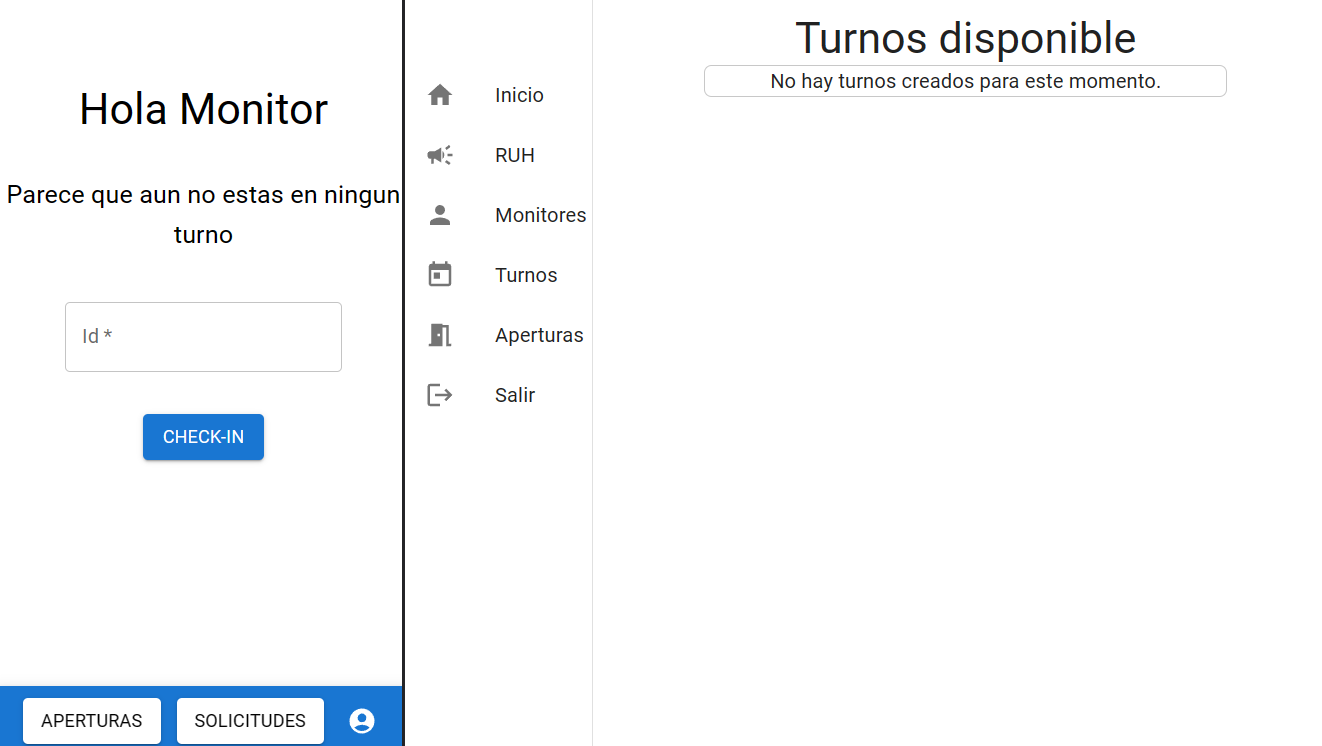 Hola Monitor
Parece que aun no estas en ningun
turno
Id *
CHECK-IN
APERTURAS
SOLICITUDES
Inicio
RUH
Monitores
Turnos
Aperturas
Salir
Turnos disponible
No hay turnos creados para este momento.